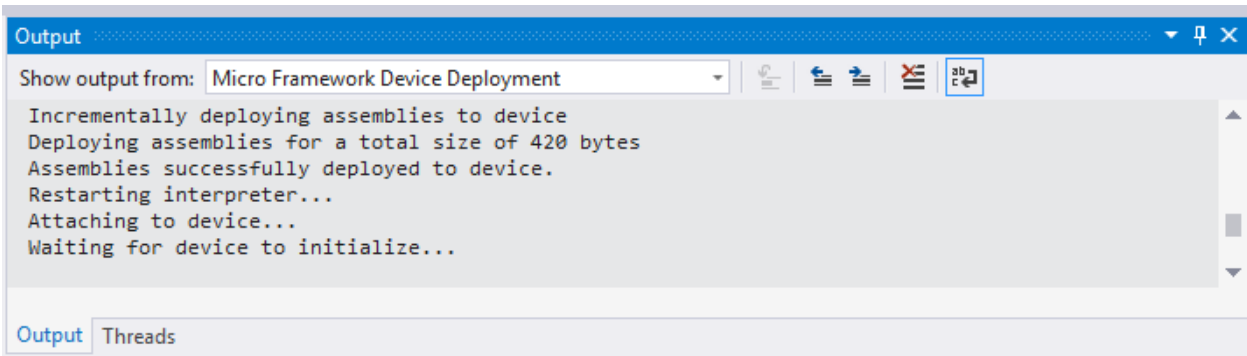 Output
Show output from: Micro Framework Device Deployment
Incrementally deploying assemblies to device
Deploying assemblies for a total size of 420 bytes
Assemblies successfully deployed to device.
Restarting interpreter...
Attaching to device...
Waiting for device to initialize...
Output Threads